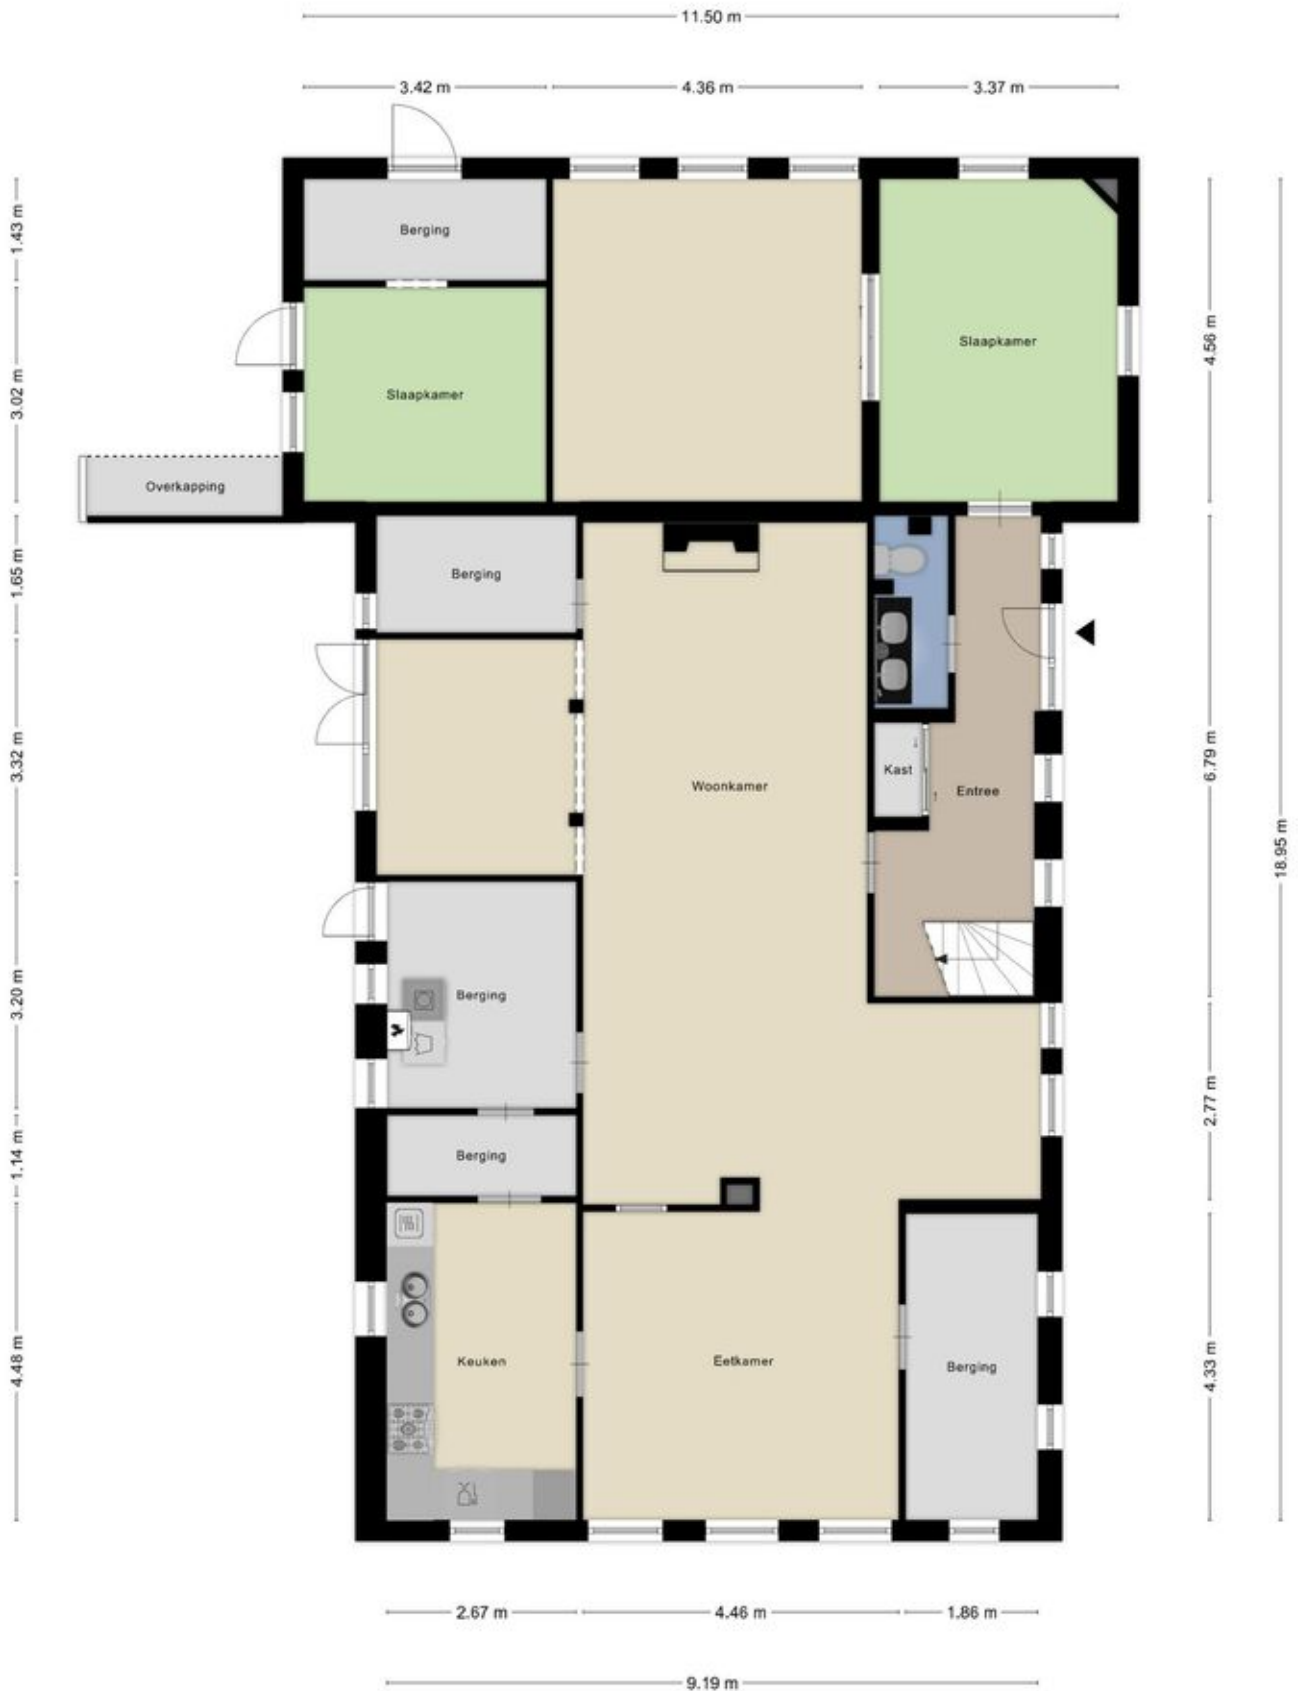 11.50 m
3.42 m
4.36 m
3.37 m
1.43 m
Berging
3.02 m
4.56 m
Slaapkamer
Slaapkamer
Overkapping
1.65 m
Berging
3.32 m
6.79 m
Woonkamer
Kast
Entree
18.95 m
3.20 m
Berging
2.77 m
1.14 m
Berging
4.48 m
Keuken
Eetkamer
Berging
4.33 m
2.67 m
4.46 m
1.86 m
9.19 m